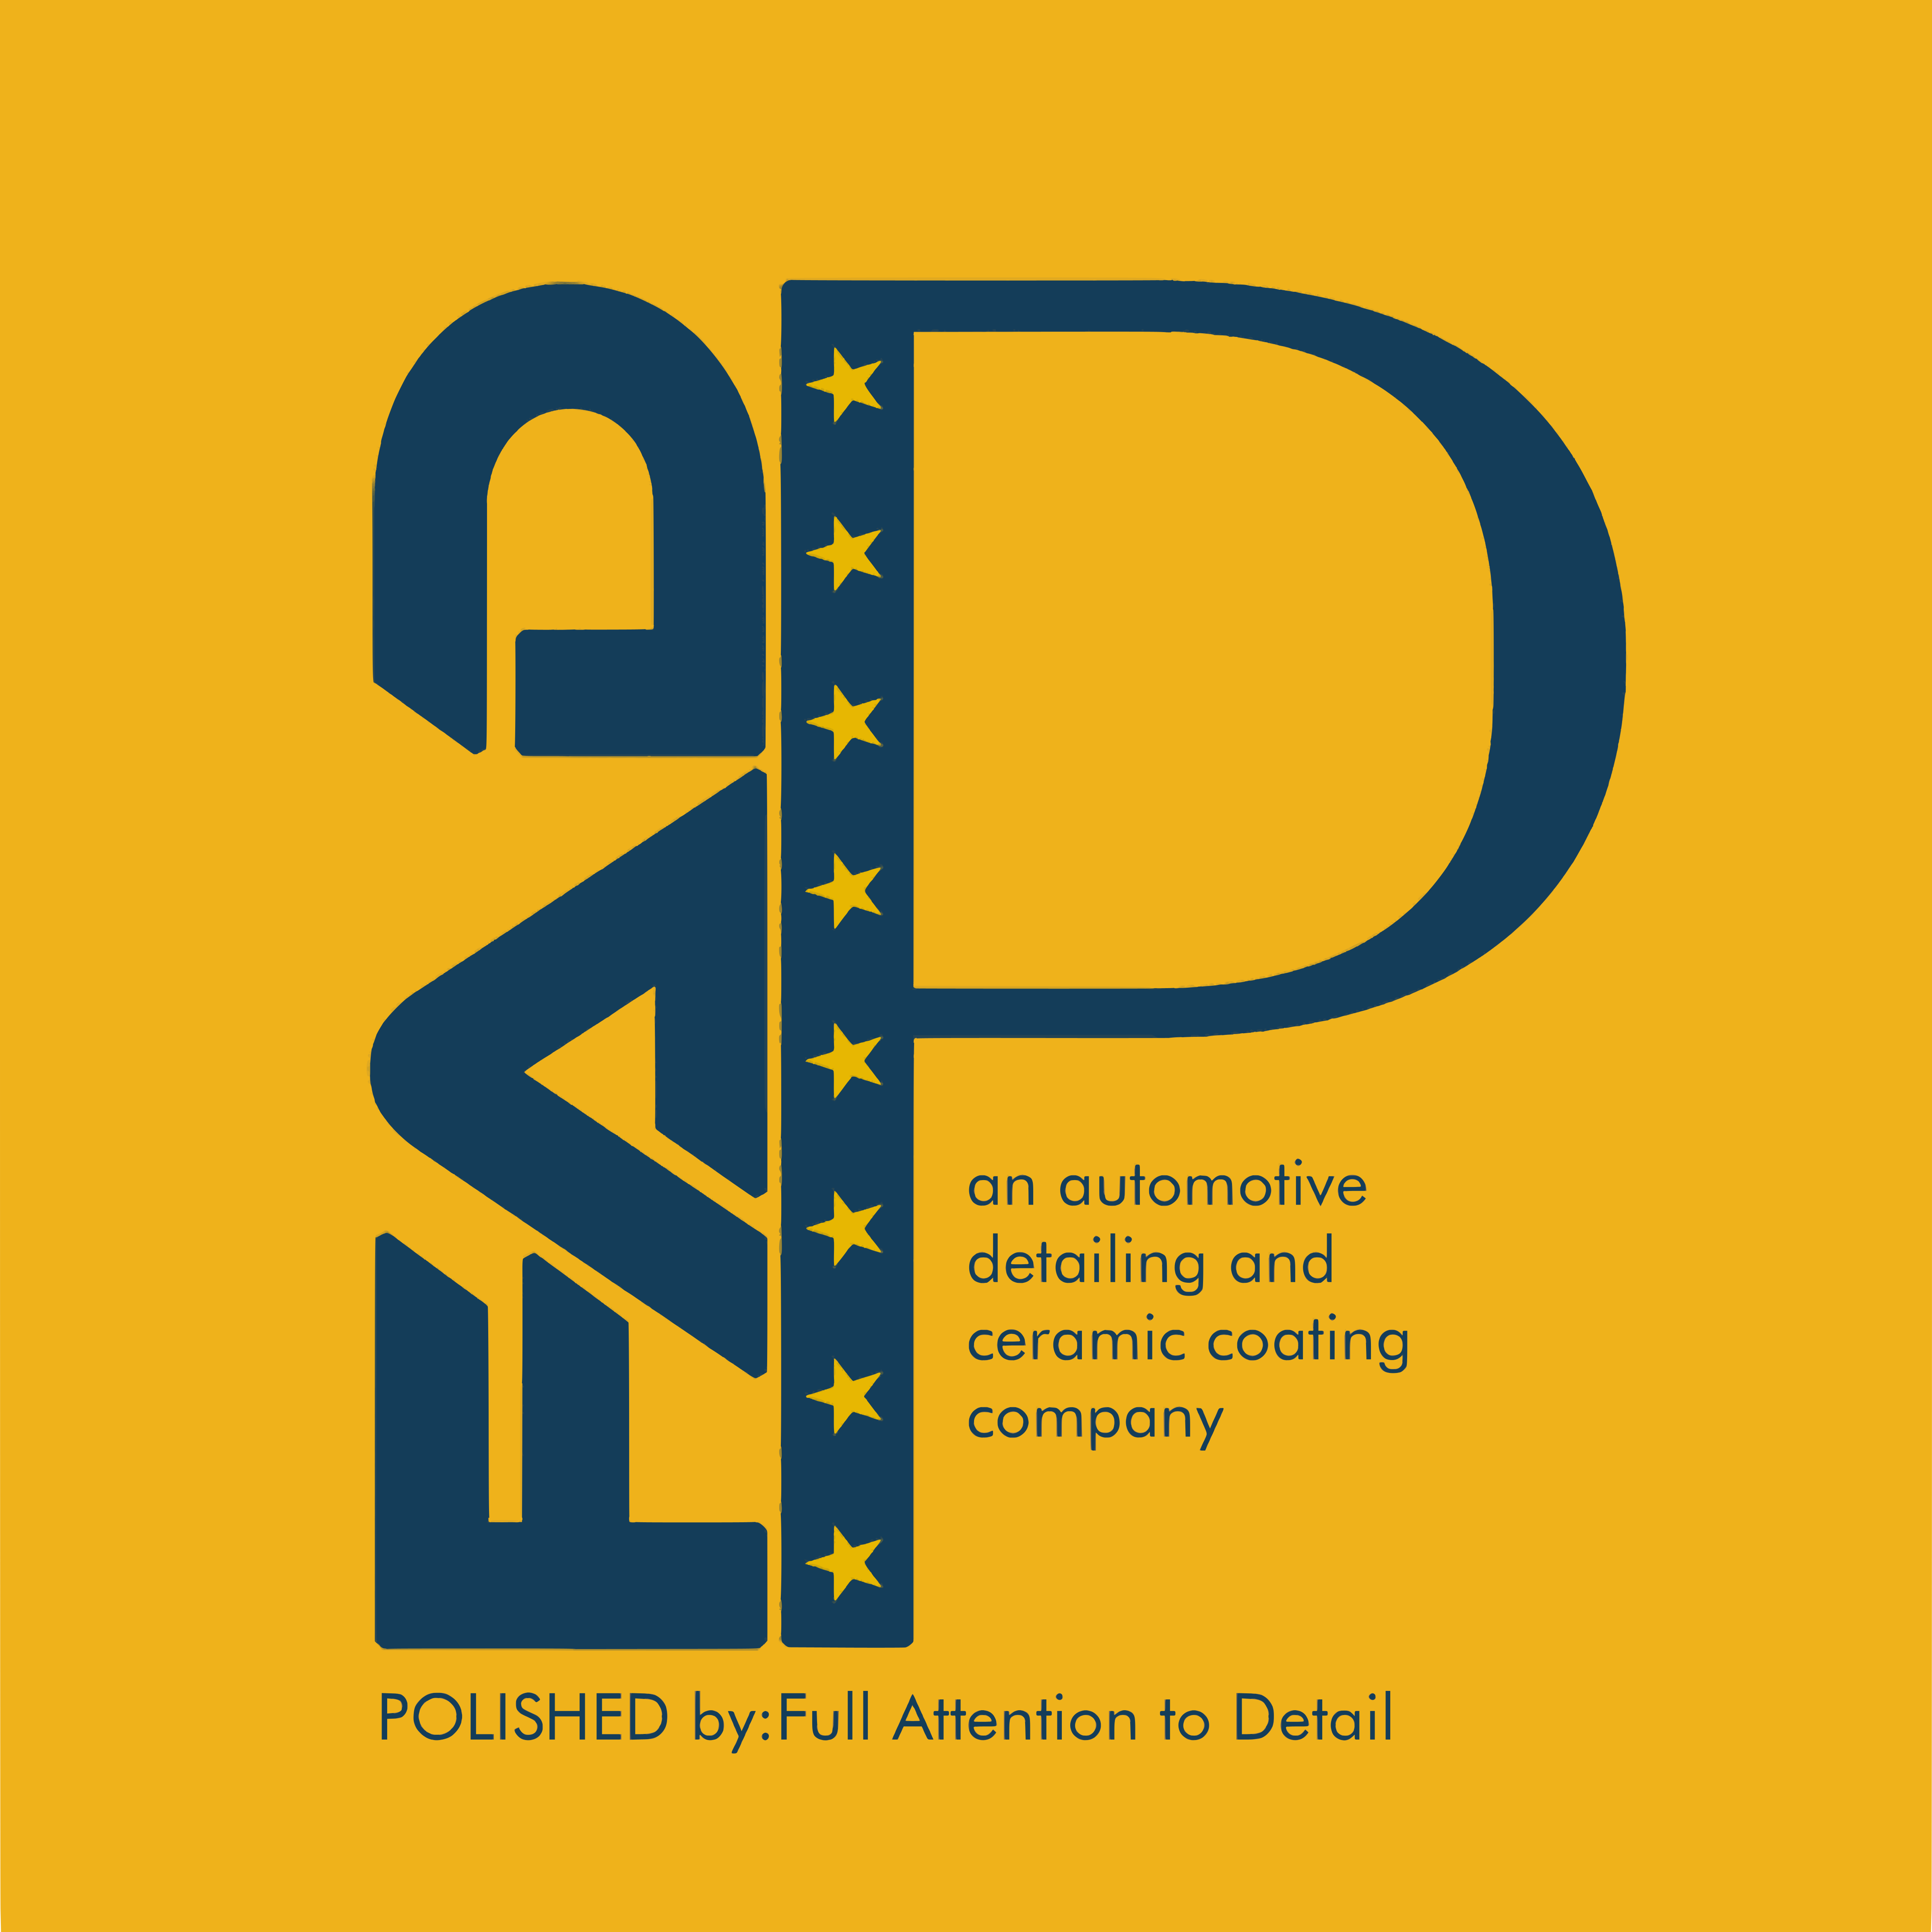 FAD
P
an automotive
detailing and
ceramic coating
company
POLISHED by: Full Attention to Detail